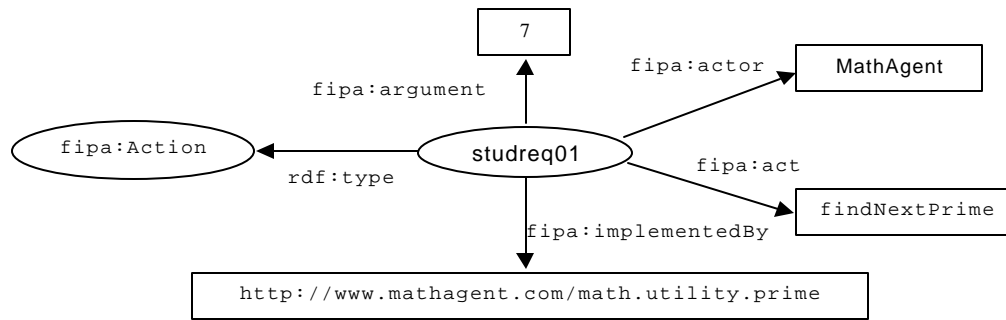 7
fipa:actor
MathAgent
fipa:argument
fipa:Action
studreq01
rdf:type
fipa:act
findNextPrime
fipa:implementedBy
http://www.mathagent.com/math.utility.prime